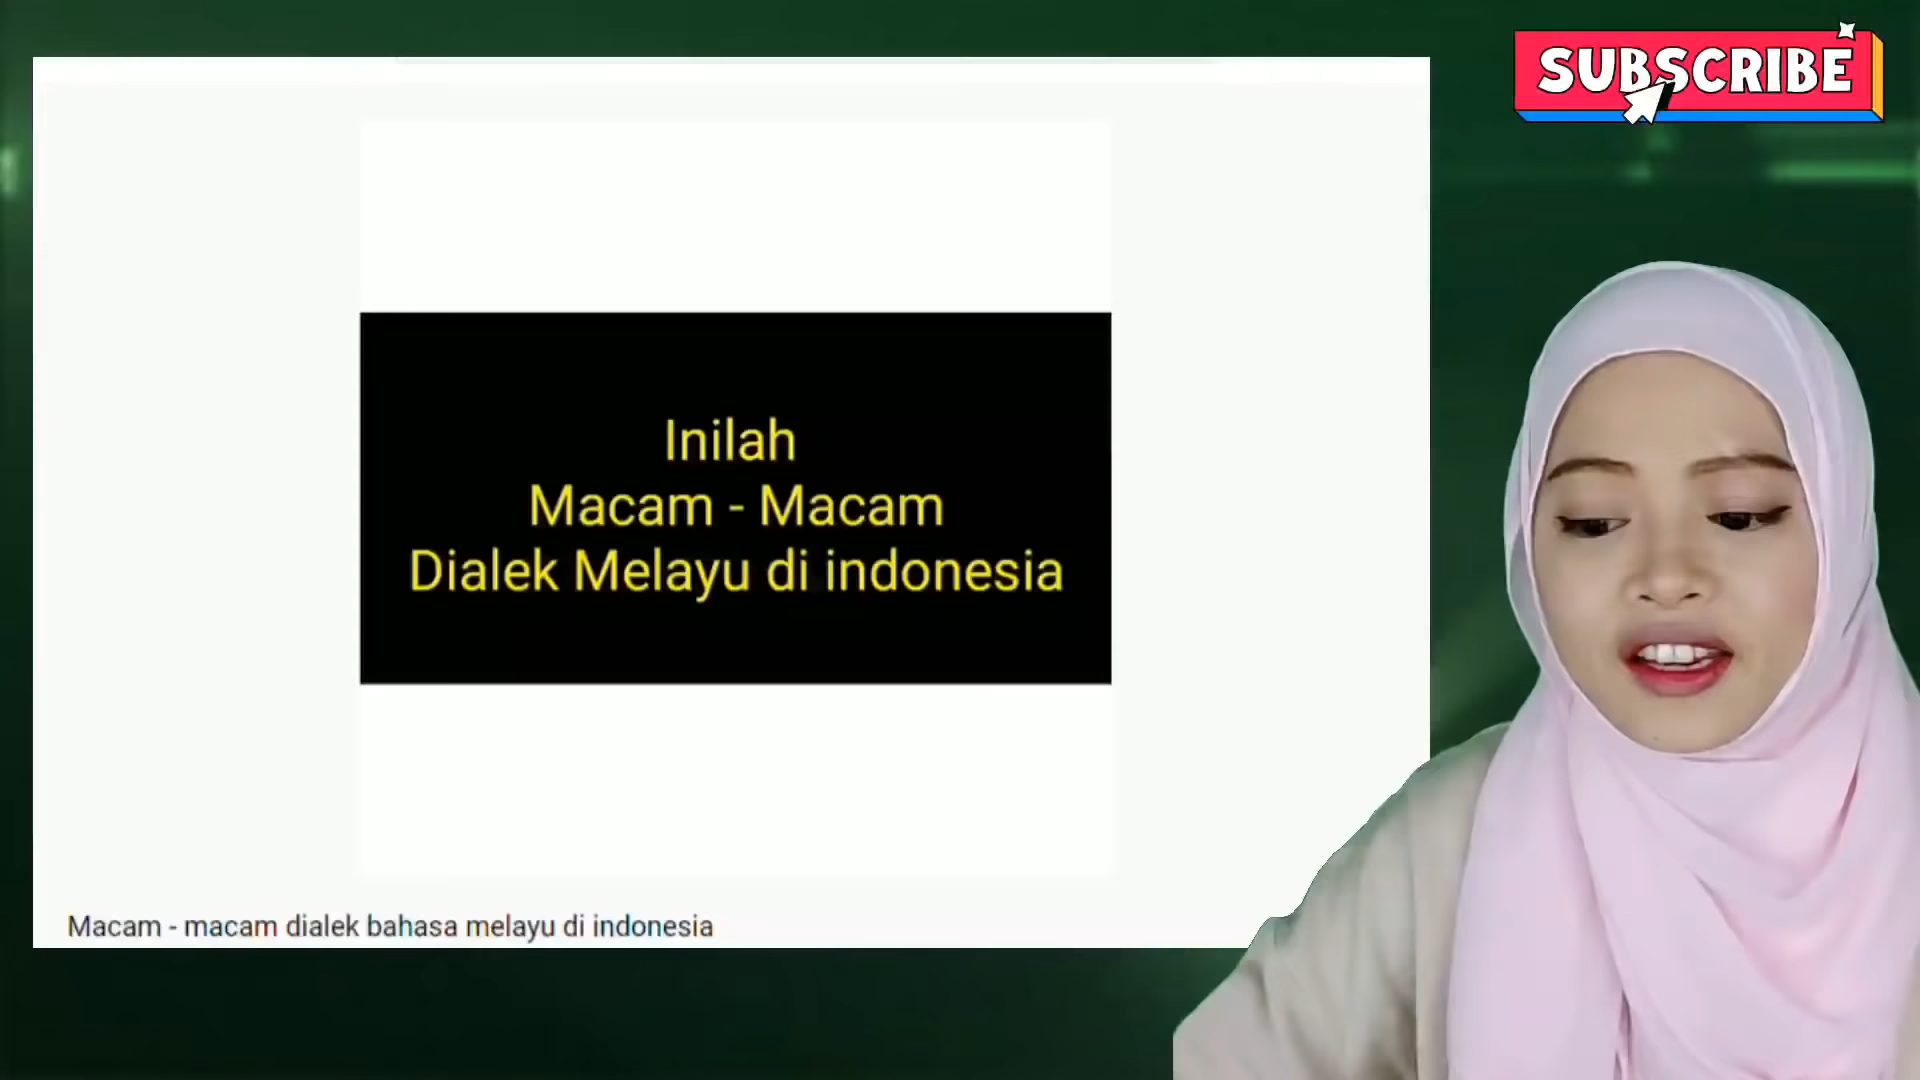 SUBSCRIBE
Inilah
Macam - Macam
Dialek Melayu di indonesia
Macam - macam dialek bahasa melayu di indonesia